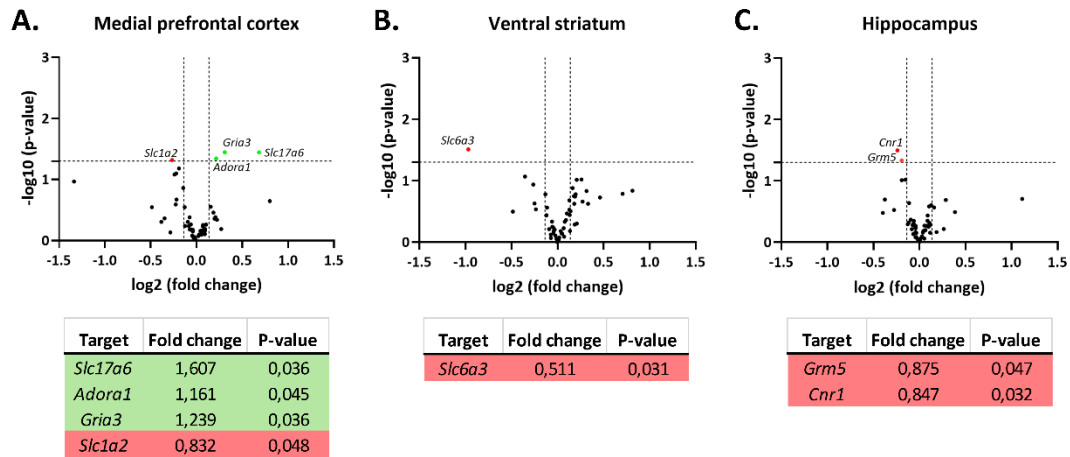 A.
Medial prefrontal cortex
3
2
1
0
-1.5
-1.0
-0.5
0.0
0.5
1.0
1.5
-log10 (p-value)
log2 (fold change)
Slc1a2
Gria3
Slc17a6
Adora1
Target Fold change P-value
Slc17a6 1,607 0,036
Adora1 1,161 0,045
Gria3 1,239 0,036
Slc1a2 0,832 0,048
B.
Ventral striatum
3
2
1
0
-1.5
-1.0
-0.5
0.0
0.5
1.0
1.5
-log10 (p-value)
log2 (fold change)
Slc6a3
Target Fold change P-value
Slc6a3 0,511 0,031
C.
Hippocampus
3
2
1
0
-1.5
-1.0
-0.5
0.0
0.5
1.0
1.5
-log10 (p-value)
log2 (fold change)
Cnr1
Grm5
Target Fold change P-value
Grm5 0,875 0,047
Cnr1 0,847 0,032